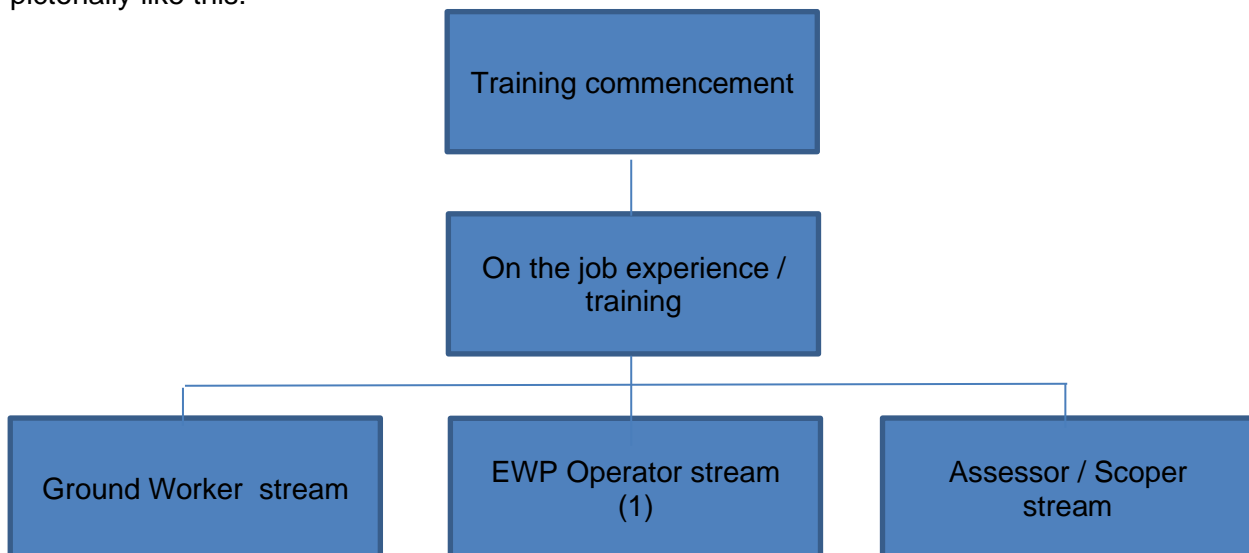 pictorially like this:
Training commencement
On the job experience /
training
Ground Worker  stream
EWP Operator stream
(1)
Assessor / Scoper
stream